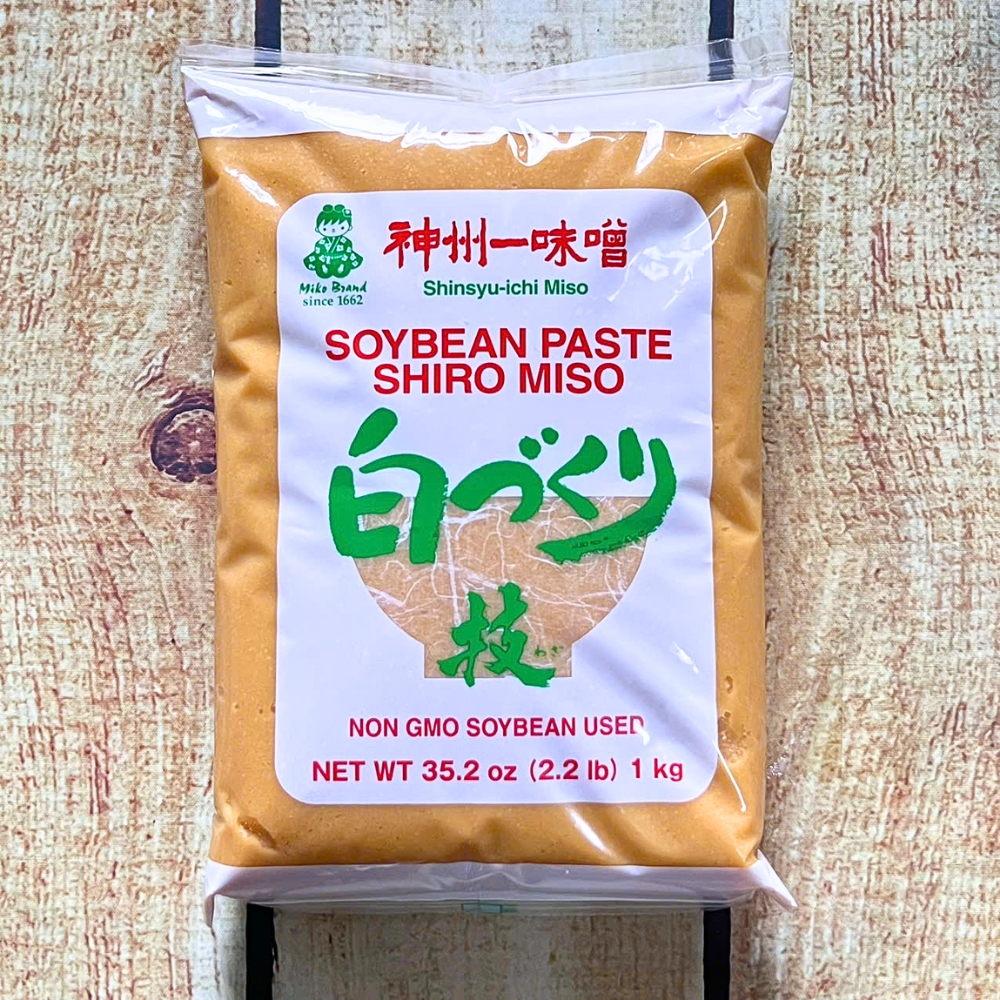 神州一味噌
Miko Brand
since 1662
Shinsyu-ichi Miso
SOYBEAN PASTE
SHIRO MISO
白づくり
技
わざ
NON GMO SOYBEAN USED
NET WT 35.2 oz (2.2 lb) 1 kg